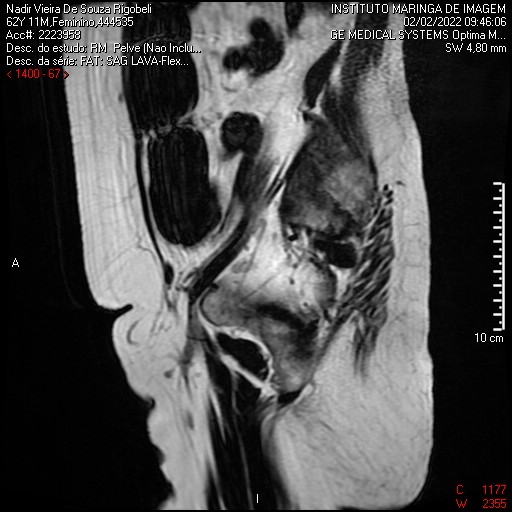 Nadir Vieira De Souza Rigobeli
62Y 11M,Feminino,444535
Acc#: 2223958
Desc. do estudo: RM  Pelve (Nao Inclu...
Desc. da série: FAT: SAG LAVA-Flex...
< 1400 - 67 >
INSTITUTO MARINGA DE IMAGEM
02/02/2022 09:46:06
GE MEDICAL SYSTEMS Optima M...
SW 4,80 mm
A
10 cm
I
C 1177
W 2355